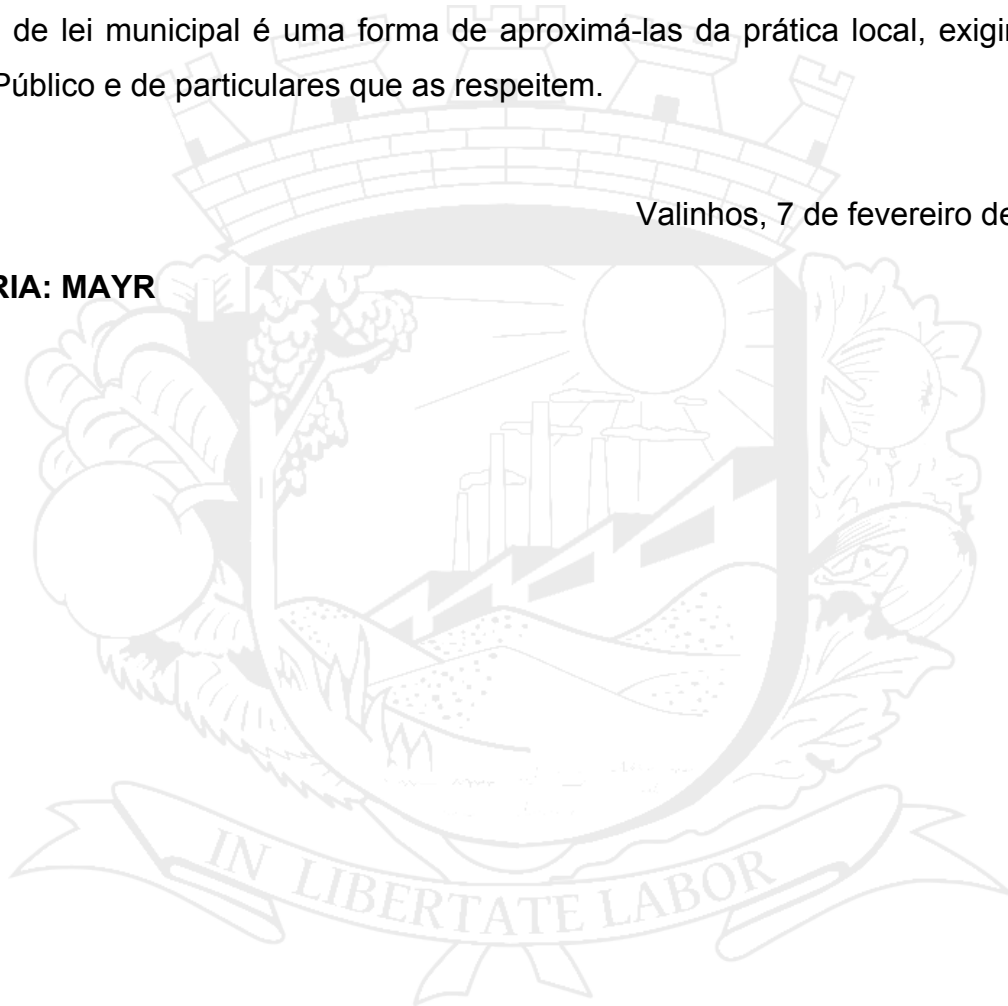 de lei municipal é uma forma de aproximá-las da prática local, exigir
Público e de particulares que as respeitem.
Valinhos, 7 de fevereiro de
RIA: MAYR
IN LIBERTATE LABOR